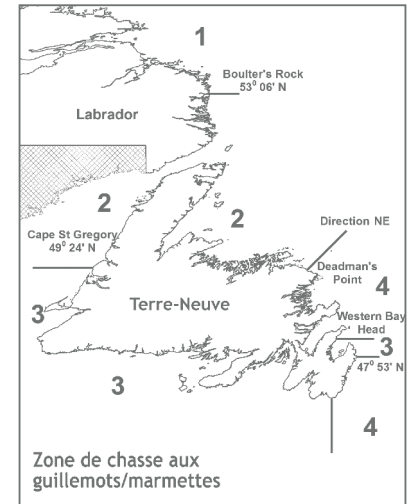 1
Boulter's Rock
53° 06' N
Labrador
2
2
Cape St Gregory
49° 24' N
Direction NE
Deadman's
Point
4
3
Terre-Neuve
Western Bay
Head
3
47° 53' N
3
4
Zone de chasse aux
guillemots/marmettes